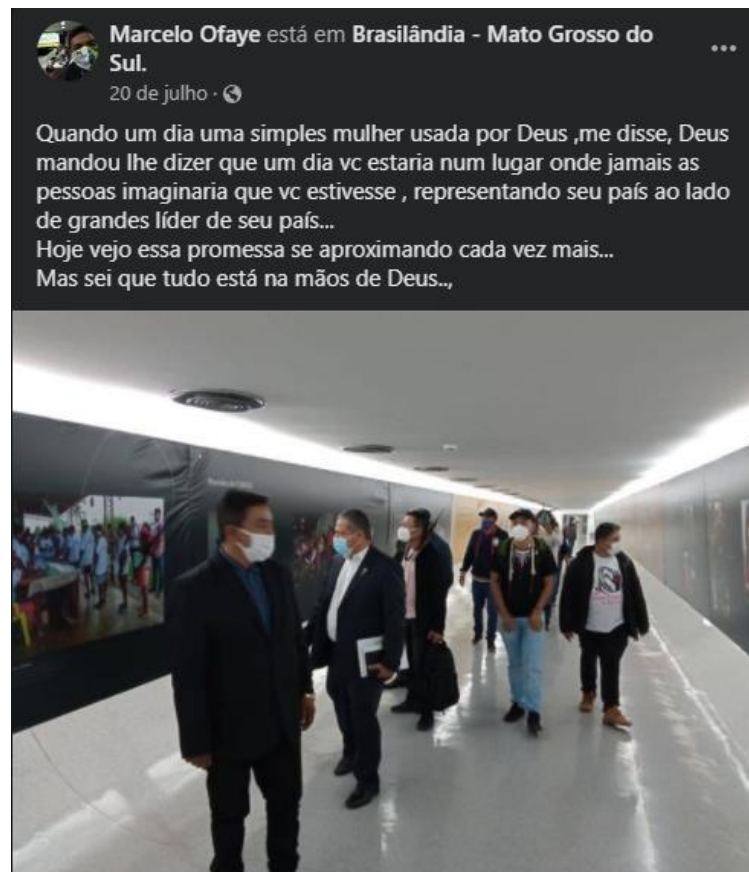 Marcelo Ofaye está em Brasilândia - Mato Grosso do
Sul.
20 de julho ·
Quando um dia uma simples mulher usada por Deus ,me disse, Deus
mandou lhe dizer que um dia vc estaria num lugar onde jamais as
pessoas imaginaria que vc estivesse , representando seu país ao lado
de grandes líder de seu país...
Hoje vejo essa promessa se aproximando cada vez mais...
Mas sei que tudo está na mãos de Deus..,